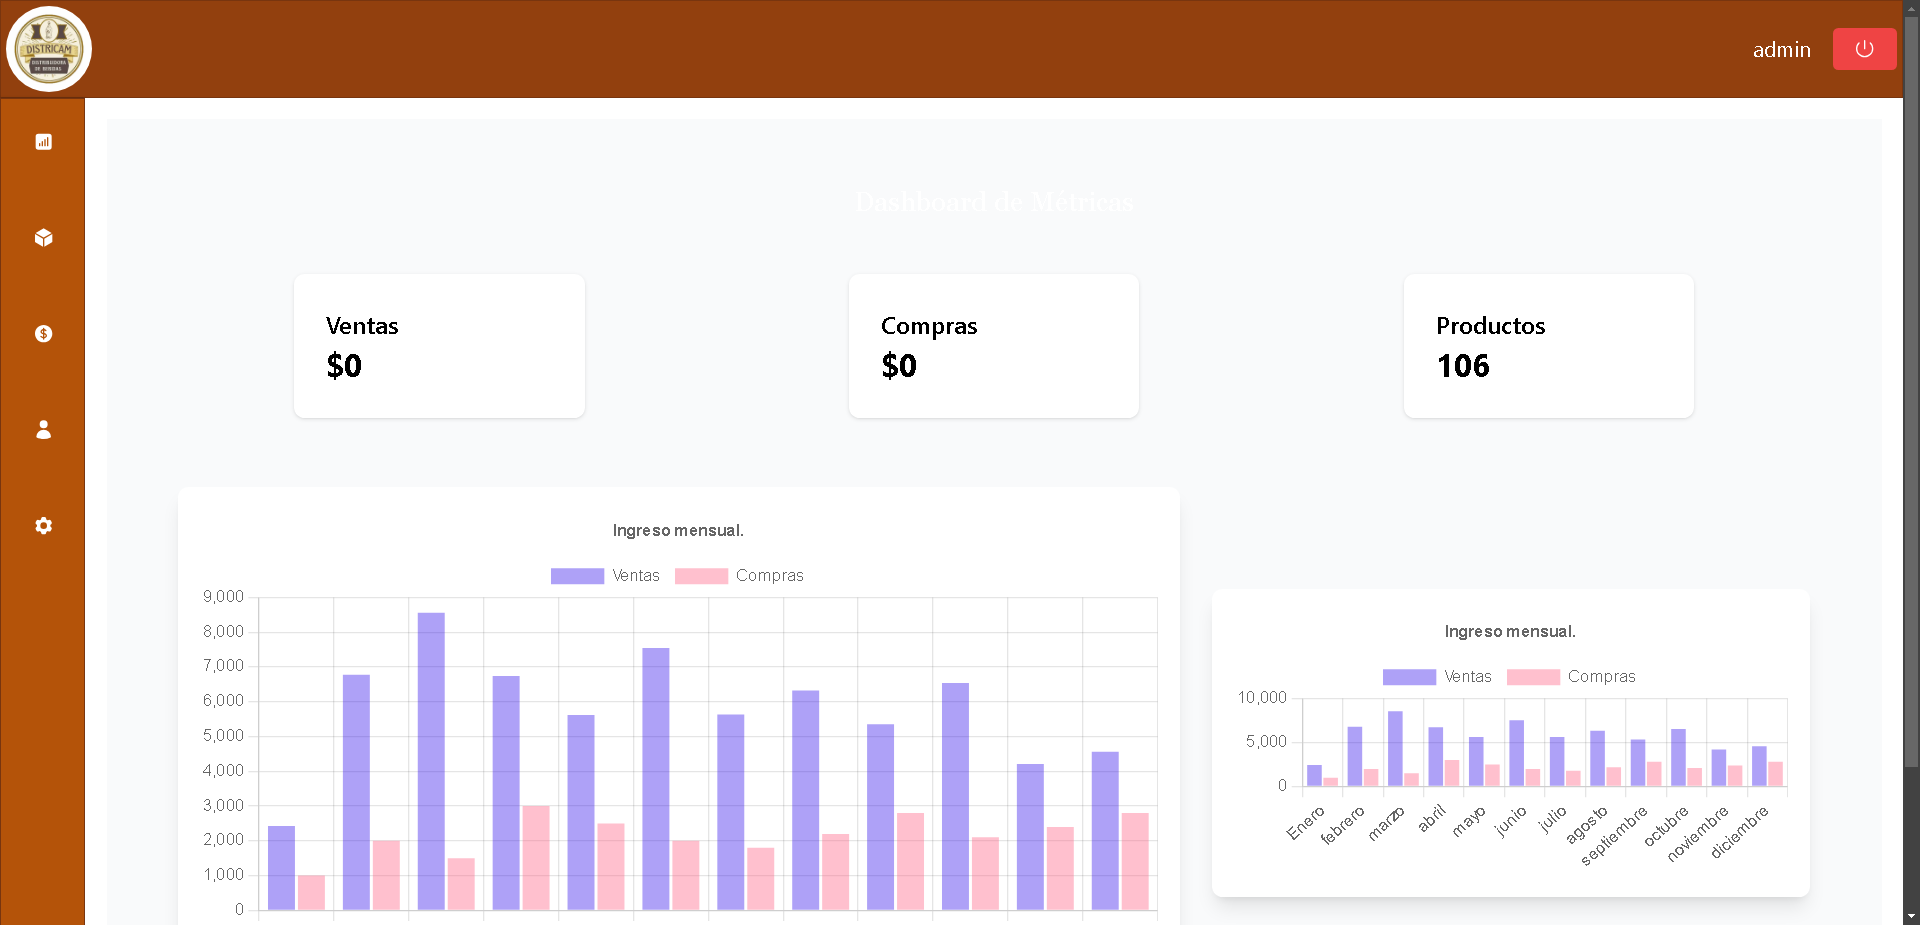 DISTRICAM
DISTRIBUIDORA
DE BEBIDAS
admin
Dashboard de Métricas
Ventas
$0
Compras
$0
Productos
106
Ingreso mensual.
Ventas Compras
9,000
8,000
7,000
6,000
5,000
4,000
3,000
2,000
1,000
0
Ingreso mensual.
Ventas Compras
10,000
5,000
0
Enero febrero marzo abril mayo junio julio agosto septiembre octubre noviembre diciembre